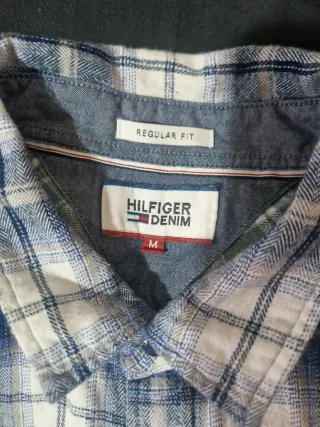 REGULAR FIT
HILFIGER
DENIM
M